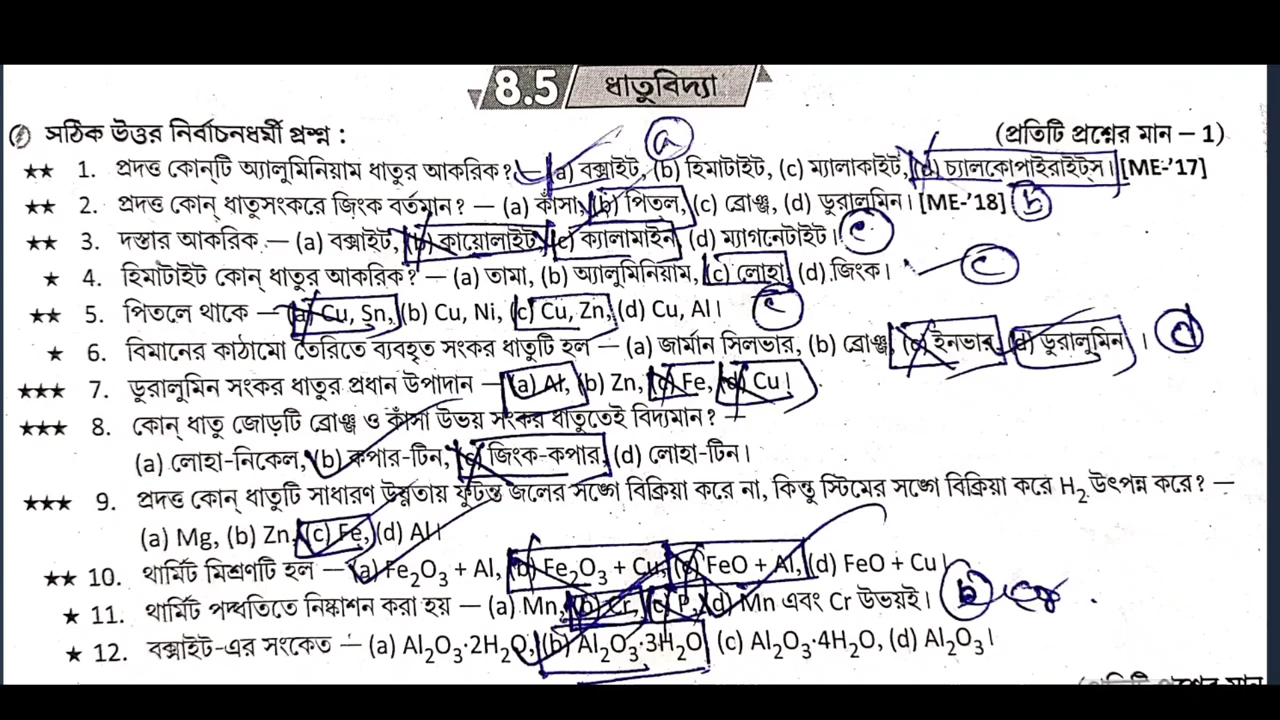 8.5 ধাতুবিদ্যা
সঠিক উত্তর নির্বাচনধর্মী প্রশ্ন : (প্রতিটি প্রশ্নের মান – 1)
a
★★ 1. প্রদত্ত কোন্‌টি অ্যালুমিনিয়াম ধাতুর আকরিক? — (a) বক্সাইট, (b) হিমাটাইট, (c) ম্যালাকাইট, (d) চ্যালকোপাইরাইট্‌স। [ME-'17]
★★ 2. প্রদত্ত কোন্ ধাতুসংকরে জিংক বর্তমান? — (a) কাঁসা, (b) পিতল, (c) ব্রোঞ্জ, (d) ডুরালুমিন। [ME-'18] b
★★ 3. দস্তার আকরিক — (a) বক্সাইট, (b) ক্রায়োলাইট, (c) ক্যালামাইন, (d) ম্যাগনেটাইট। c
★ 4. হিমাটাইট কোন্ ধাতুর আকরিক? — (a) তামা, (b) অ্যালুমিনিয়াম, (c) লোহা, (d) জিংক। c
★★ 5. পিতলে থাকে — (a) Cu, Sn, (b) Cu, Ni, (c) Cu, Zn, (d) Cu, Al। c
★ 6. বিমানের কাঠামো তৈরিতে ব্যবহৃত সংকর ধাতুটি হল — (a) জার্মান সিলভার, (b) ব্রোঞ্জ, (c) ইনভার, (d) ডুরালুমিন । d
★★★ 7. ডুরালুমিন সংকর ধাতুর প্রধান উপাদান — (a) Al, (b) Zn, (c) Fe, (d) Cu।
★★★ 8. কোন্ ধাতু জোড়টি ব্রোঞ্জ ও কাঁসা উভয় সংকর ধাতুতেই বিদ্যমান? —
(a) লোহা-নিকেল, (b) কপার-টিন, (c) জিংক-কপার, (d) লোহা-টিন।
★★★ 9. প্রদত্ত কোন্ ধাতুটি সাধারণ উষ্ণতায় ফুটন্ত জলের সঙ্গে বিক্রিয়া করে না, কিন্তু স্টিমের সঙ্গে বিক্রিয়া করে H₂ উৎপন্ন করে? —
(a) Mg, (b) Zn, (c) Fe, (d) Al।
★★ 10. থার্মিট মিশ্রণটি হল — (a) Fe₂O₃ + Al, (b) Fe₂O₃ + Cu, (c) FeO + Al, (d) FeO + Cu।
★ 11. থার্মিট পদ্ধতিতে নিষ্কাশন করা হয় — (a) Mn, (b) Cr, (c) P, (d) Mn এবং Cr উভয়ই। b
★ 12. বক্সাইট-এর সংকেত — (a) Al₂O₃·2H₂O, (b) Al₂O₃·3H₂O (c) Al₂O₃·4H₂O, (d) Al₂O₃।